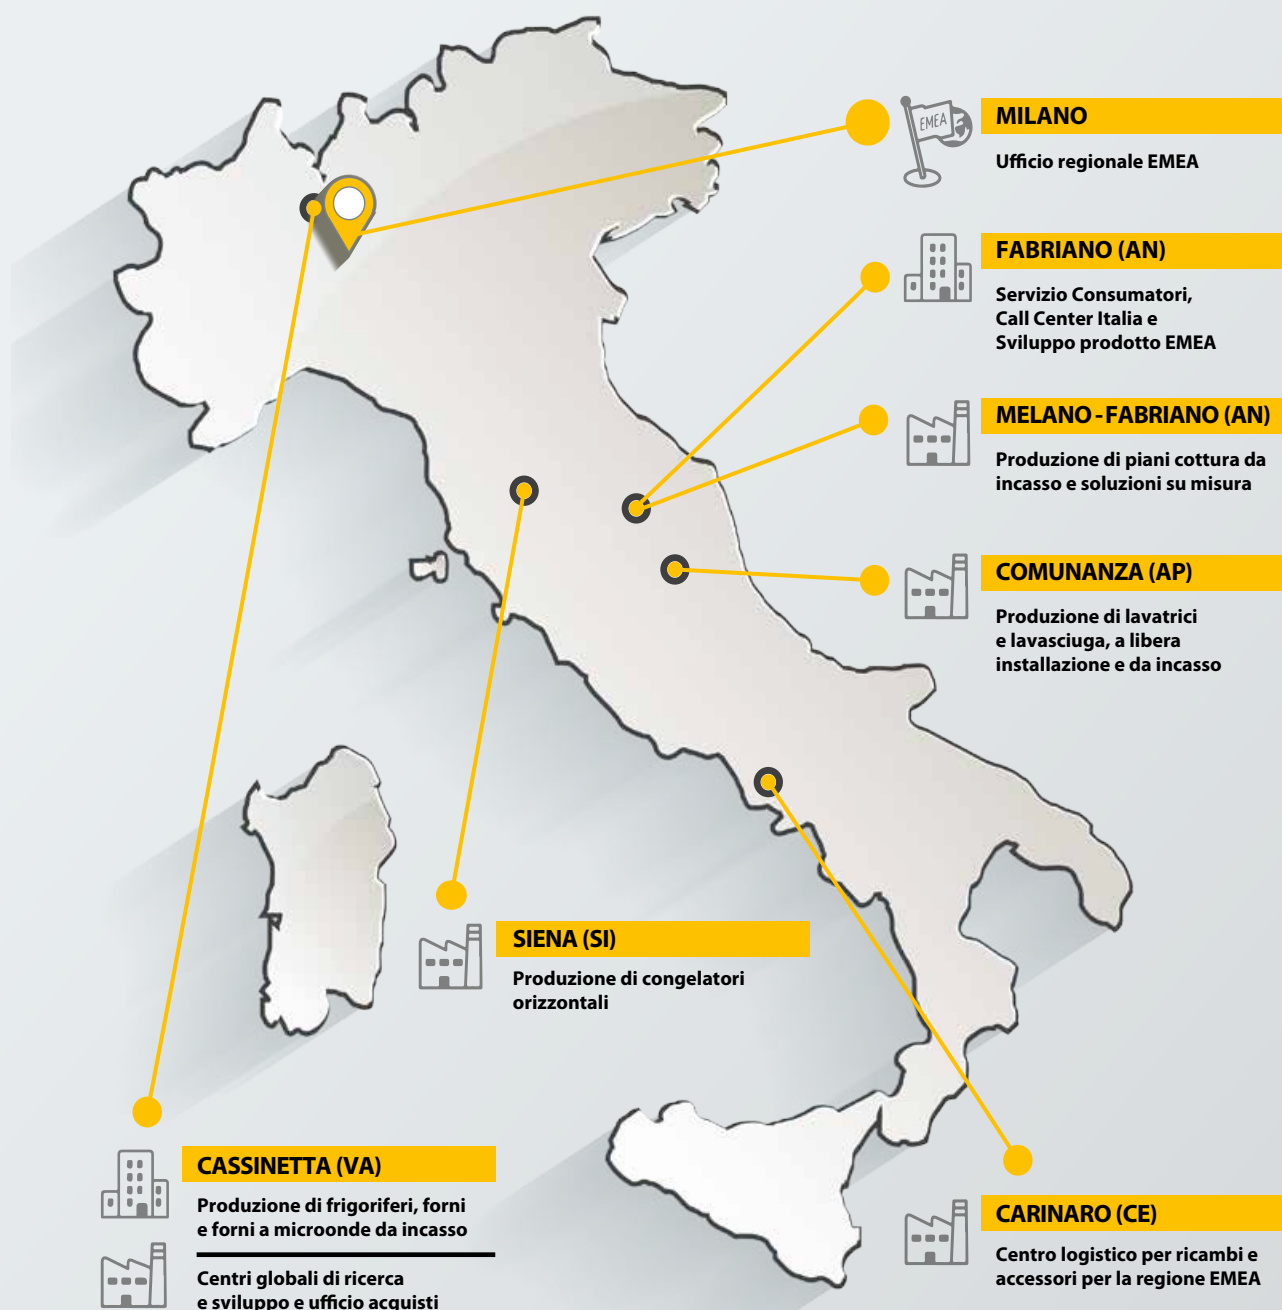 EMEA
MILANO
Ufficio regionale EMEA
FABRIANO (AN)
Servizio Consumatori,
Call Center Italia e
Sviluppo prodotto EMEA
MELANO - FABRIANO (AN)
Produzione di piani cottura da
incasso e soluzioni su misura
COMUNANZA (AP)
Produzione di lavatrici
e lavasciuga, a libera
installazione e da incasso
SIENA (SI)
Produzione di congelatori
orizzontali
CASSINETTA (VA)
Produzione di frigoriferi, forni
e forni a microonde da incasso
Centri globali di ricerca
e sviluppo e ufficio acquisti
CARINARO (CE)
Centro logistico per ricambi e
accessori per la regione EMEA